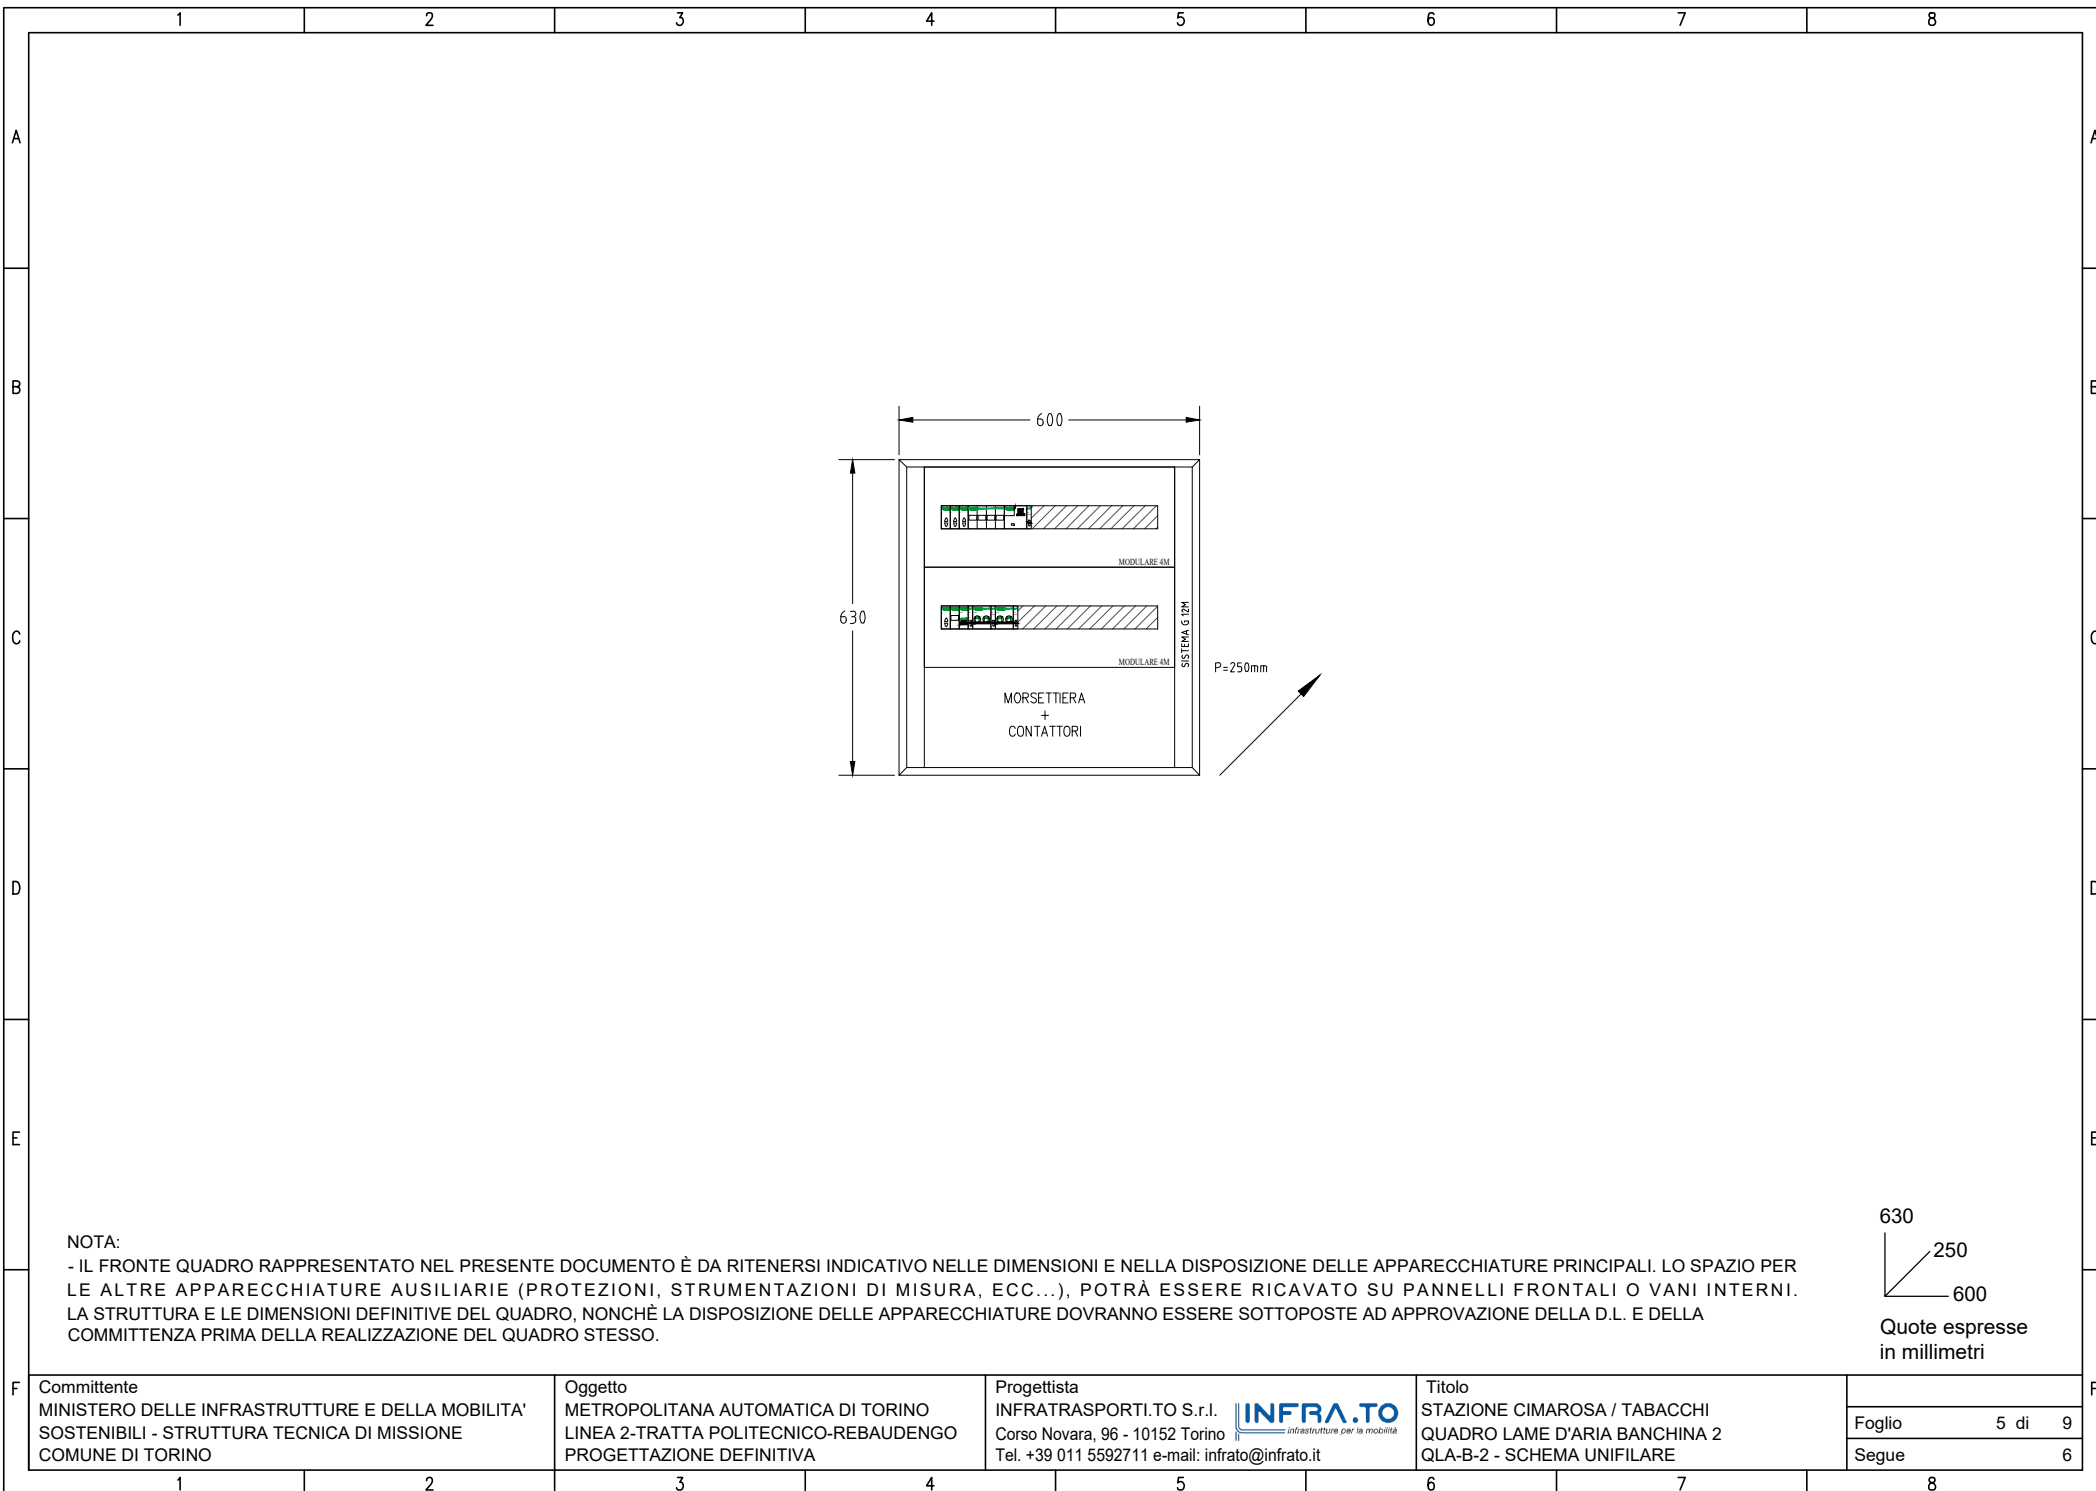 1 2 3 4 5 6 7 8
A A
B B
C C
D D
E E
F F
600
630
MODULARE 4M
MODULARE 4M
SISTEMA G 12M
P=250mm
MORSETTIERA
+
CONTATTORI
NOTA:
- IL FRONTE QUADRO RAPPRESENTATO NEL PRESENTE DOCUMENTO È DA RITENERSI INDICATIVO NELLE DIMENSIONI E NELLA DISPOSIZIONE DELLE APPARECCHIATURE PRINCIPALI. LO SPAZIO PER
LE ALTRE APPARECCHIATURE AUSILIARIE (PROTEZIONI, STRUMENTAZIONI DI MISURA, ECC...), POTRÀ ESSERE RICAVATO SU PANNELLI FRONTALI O VANI INTERNI.
LA STRUTTURA E LE DIMENSIONI DEFINITIVE DEL QUADRO, NONCHÈ LA DISPOSIZIONE DELLE APPARECCHIATURE DOVRANNO ESSERE SOTTOPOSTE AD APPROVAZIONE DELLA D.L. E DELLA
COMMITTENZA PRIMA DELLA REALIZZAZIONE DEL QUADRO STESSO.
630
250
600
Quote espresse
in millimetri
Committente
MINISTERO DELLE INFRASTRUTTURE E DELLA MOBILITA'
SOSTENIBILI - STRUTTURA TECNICA DI MISSIONE
COMUNE DI TORINO
Oggetto
METROPOLITANA AUTOMATICA DI TORINO
LINEA 2-TRATTA POLITECNICO-REBAUDENGO
PROGETTAZIONE DEFINITIVA
Progettista
INFRATRASPORTI.TO S.r.l.
Corso Novara, 96 - 10152 Torino
Tel. +39 011 5592711 e-mail: infrato@infrato.it
INFRA.TO
infrastrutture per la mobilità
Titolo
STAZIONE CIMAROSA / TABACCHI
QUADRO LAME D'ARIA BANCHINA 2
QLA-B-2 - SCHEMA UNIFILARE
Foglio 5 di 9
Segue 6
1 2 3 4 5 6 7 8